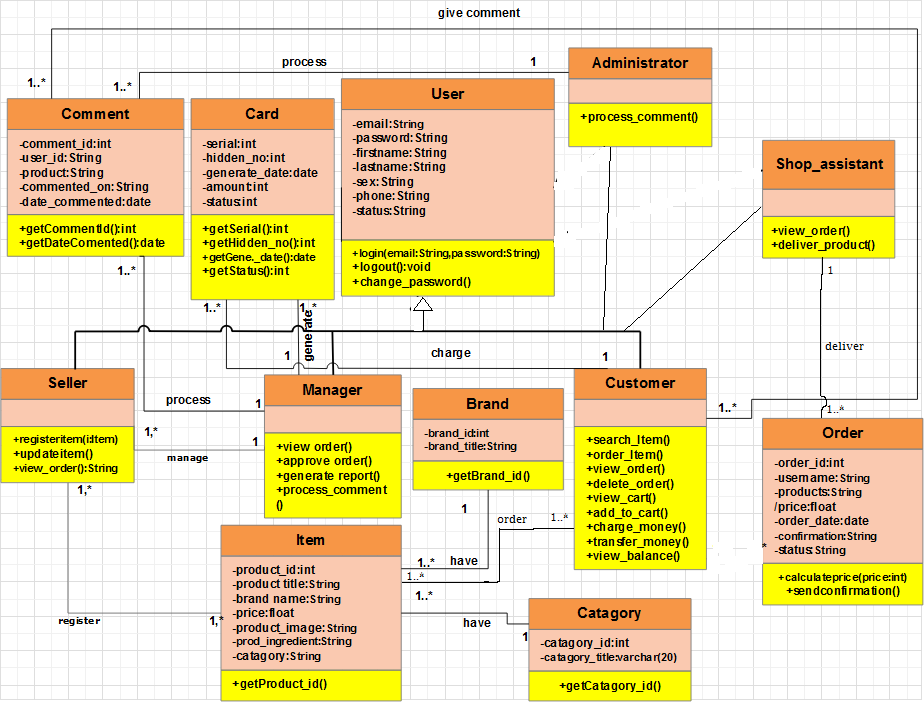 give comment
process
1
1..*
1..*
Administrator
+process_comment()
Comment
-comment_id:int
-user_id:String
-product:String
-commented_on:String
-date_commented:date
+getCommentId():int
+getDateComented():date
1..*
Card
-serial:int
-hidden_no:int
-generate_date:date
-amount:int
-status:int
+getSerial():int
+getHidden_no():int
+getGene._date():date
+getStatus():int
1..*
1..*
User
-email:String
-password:String
-firstname:String
-lastname:String
-sex:String
-phone:String
-status:String
+login(email:String,password:String)
+logout():void
+change_password()
Shop_assistant
+view_order()
+deliver_product()
1
deliver
1..*
generate
1
charge
1
Seller
+registeritem(idtem)
+updateitem()
+view_order():String
1,*
process
1
1,*
manage
1
Manager
+view order()
+approve order()
+generate report()
+process_comment
()
Brand
-brand_id:int
-brand_title:String
+getBrand_id()
1
Customer
+search_Item()
+order_Item()
+view_order()
+delete_order()
+view_cart()
+add_to_cart()
+charge_money()
+transfer_money()
+view_balance()
1..*
Order
-order_id:int
-username:String
-products:String
/price:float
-order_date:date
-confirmation:String
-status:String
+calculateprice(price:int)
+sendconfirmation()
*
order
1..*
have
1..*
1..*
1..*
Item
-product_id:int
-product title:String
-brand name:String
-price:float
-product_image:String
-prod_ingredient:String
-catagory:String
+getProduct_id()
register
1,*
have
1
Catagory
-catagory_id:int
-catagory_title:varchar(20)
+getCatagory_id()